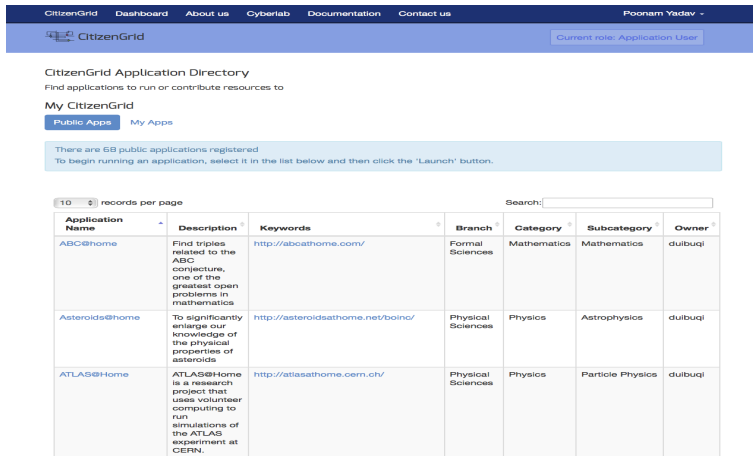 CitizenGrid Dashboard About us Cyberlab Documentation Contact us Poonam Yadav
CitizenGrid Current role: Application User
CitizenGrid Application Directory
Find applications to run or contribute resources to
My CitizenGrid
Public Apps My Apps
There are 68 public applications registered
To begin running an application, select it in the list below and then click the 'Launch' button.
10 records per page Search:
Application
Name Description Keywords Branch Category Subcategory Owner
ABC@home Find triples http://abcathome.com/ Formal Mathematics Mathematics duibuqi
related to the Sciences
ABC
conjecture,
one of the
greatest open
problems in
mathematics
Asteroids@home To significantly http://asteroidsathome.net/boinc/ Physical Physics Astrophysics duibuqi
enlarge our Sciences
knowledge of
the physical
properties of
asteroids
ATLAS@Home ATLAS@Home http://atlasathome.cern.ch/ Physical Physics Particle Physics duibuqi
is a research Sciences
project that
uses volunteer
computing to
run
simulations of
the ATLAS
experiment at
CERN.